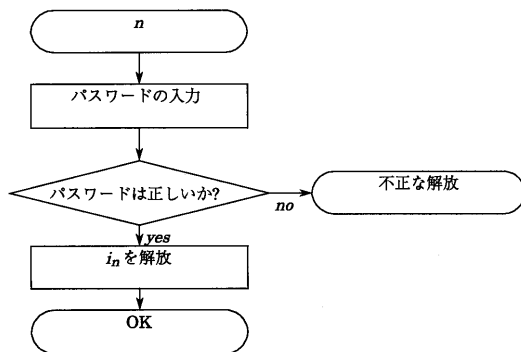 n
パスワードの入力
パスワードは正しいか?
不正な解放
no
yes
iₙを解放
OK